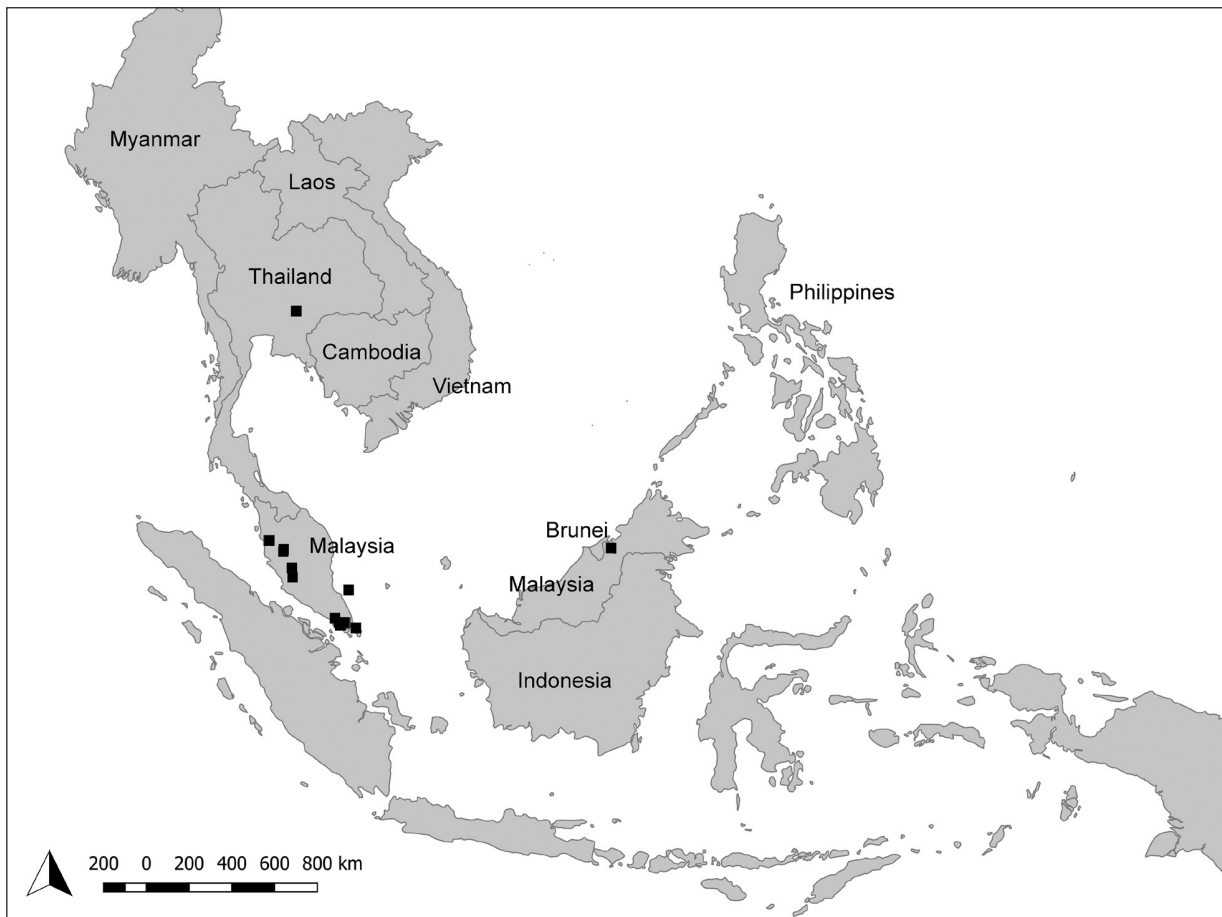 Myanmar
Laos
Thailand
Philippines
Cambodia
Vietnam
Brunei
Malaysia
Malaysia
Indonesia
200 0 200 400 600 800 km